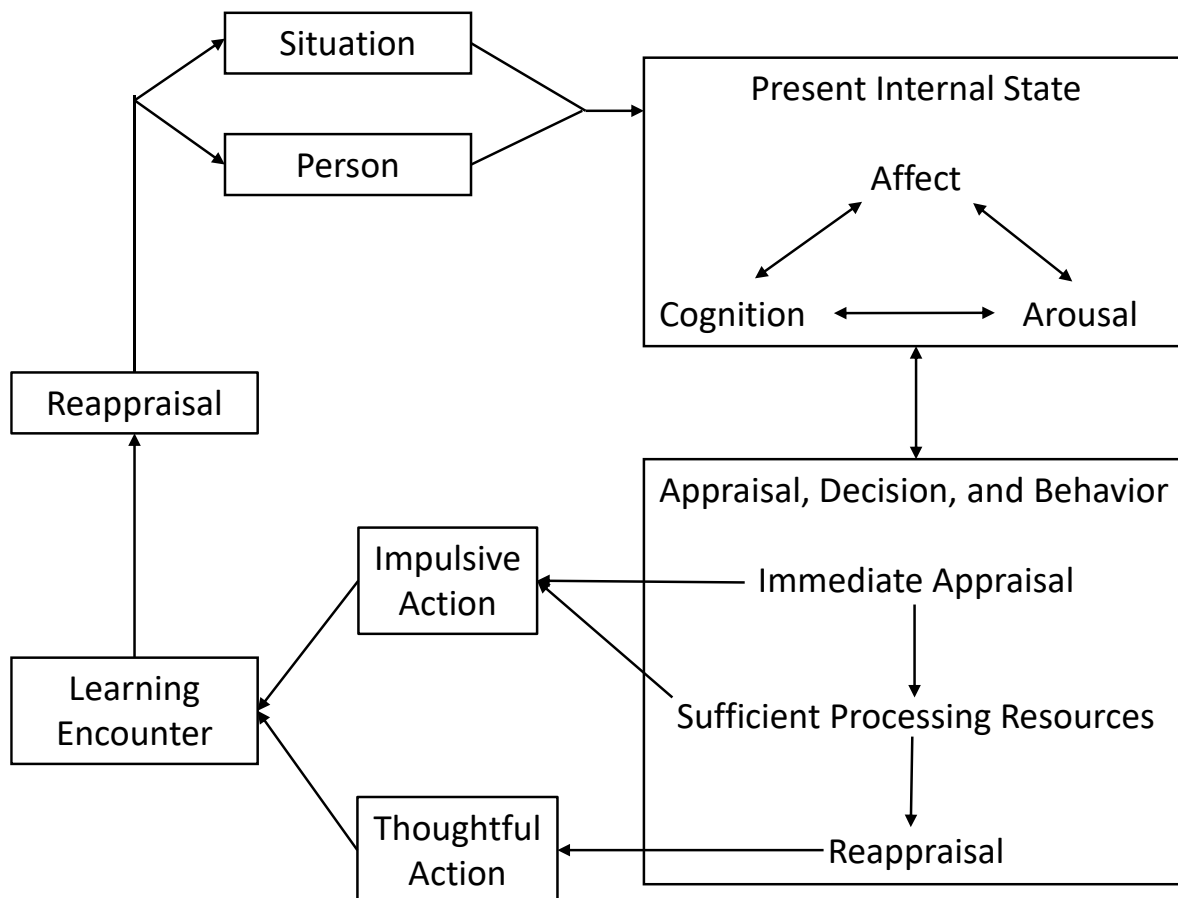 Situation
Present Internal State
Person
Affect
Cognition
Arousal
Reappraisal
Appraisal, Decision, and Behavior
Impulsive
Action
Immediate Appraisal
Learning
Encounter
Sufficient Processing Resources
Thoughtful
Action
Reappraisal